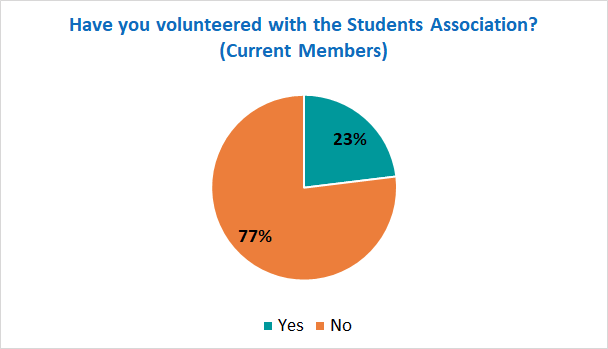 Have you volunteered with the Students Association?
(Current Members)
23%
77%
Yes No